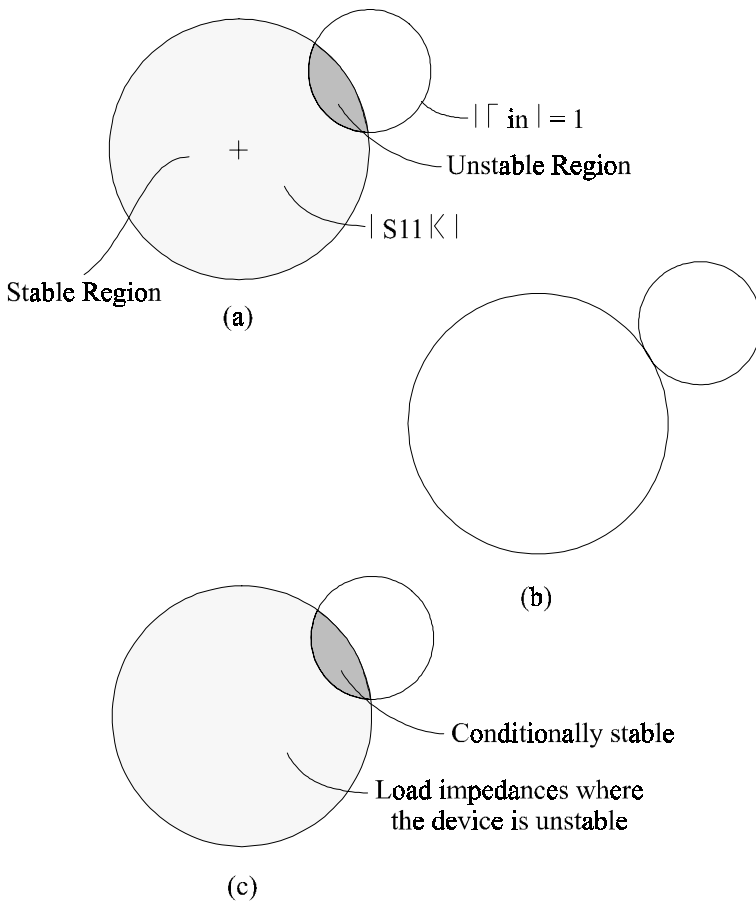 |Γ in | = 1
Unstable Region
| S11 |< |
Stable Region
(a)
(b)
Conditionally stable
Load impedances where
the device is unstable
(c)